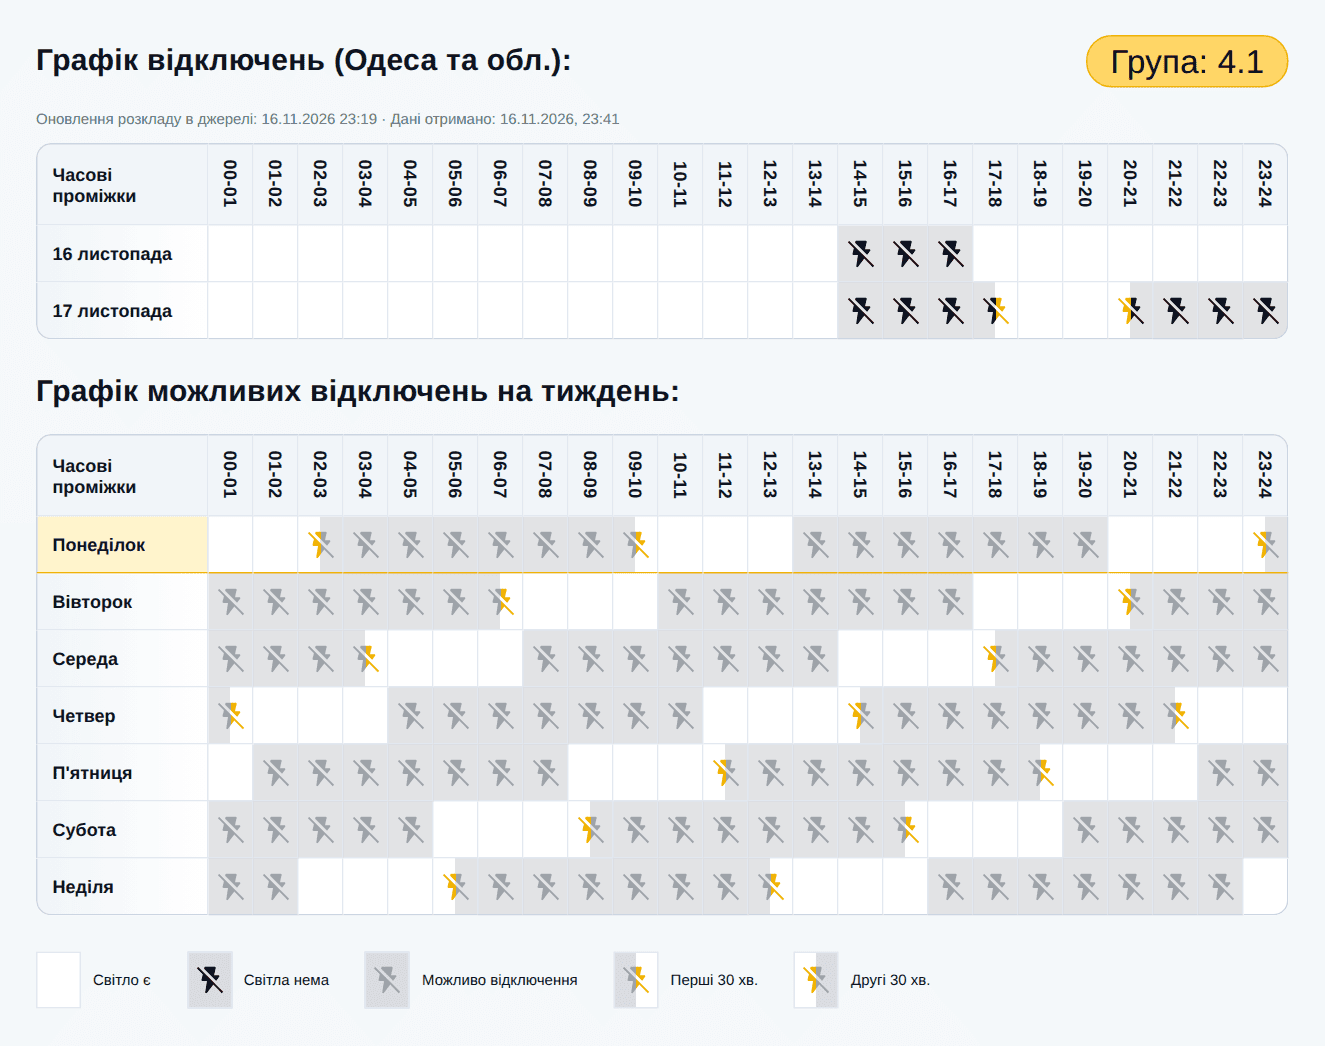 Графік відключень (Одеса та обл.):
Група: 4.1
Оновлення розкладу в джерелі: 16.11.2026 23:19 · Дані отримано: 16.11.2026, 23:41
Часові проміжки 00-01 01-02 02-03 03-04 04-05 05-06 06-07 07-08 08-09 09-10 10-11 11-12 12-13 13-14 14-15 15-16 16-17 17-18 18-19 19-20 20-21 21-22 22-23 23-24
16 листопада
17 листопада
Графік можливих відключень на тиждень:
Часові проміжки 00-01 01-02 02-03 03-04 04-05 05-06 06-07 07-08 08-09 09-10 10-11 11-12 12-13 13-14 14-15 15-16 16-17 17-18 18-19 19-20 20-21 21-22 22-23 23-24
Понеділок
Вівторок
Середа
Четвер
П'ятниця
Субота
Неділя
Світло є Світла нема Можливо відключення Перші 30 хв. Другі 30 хв.